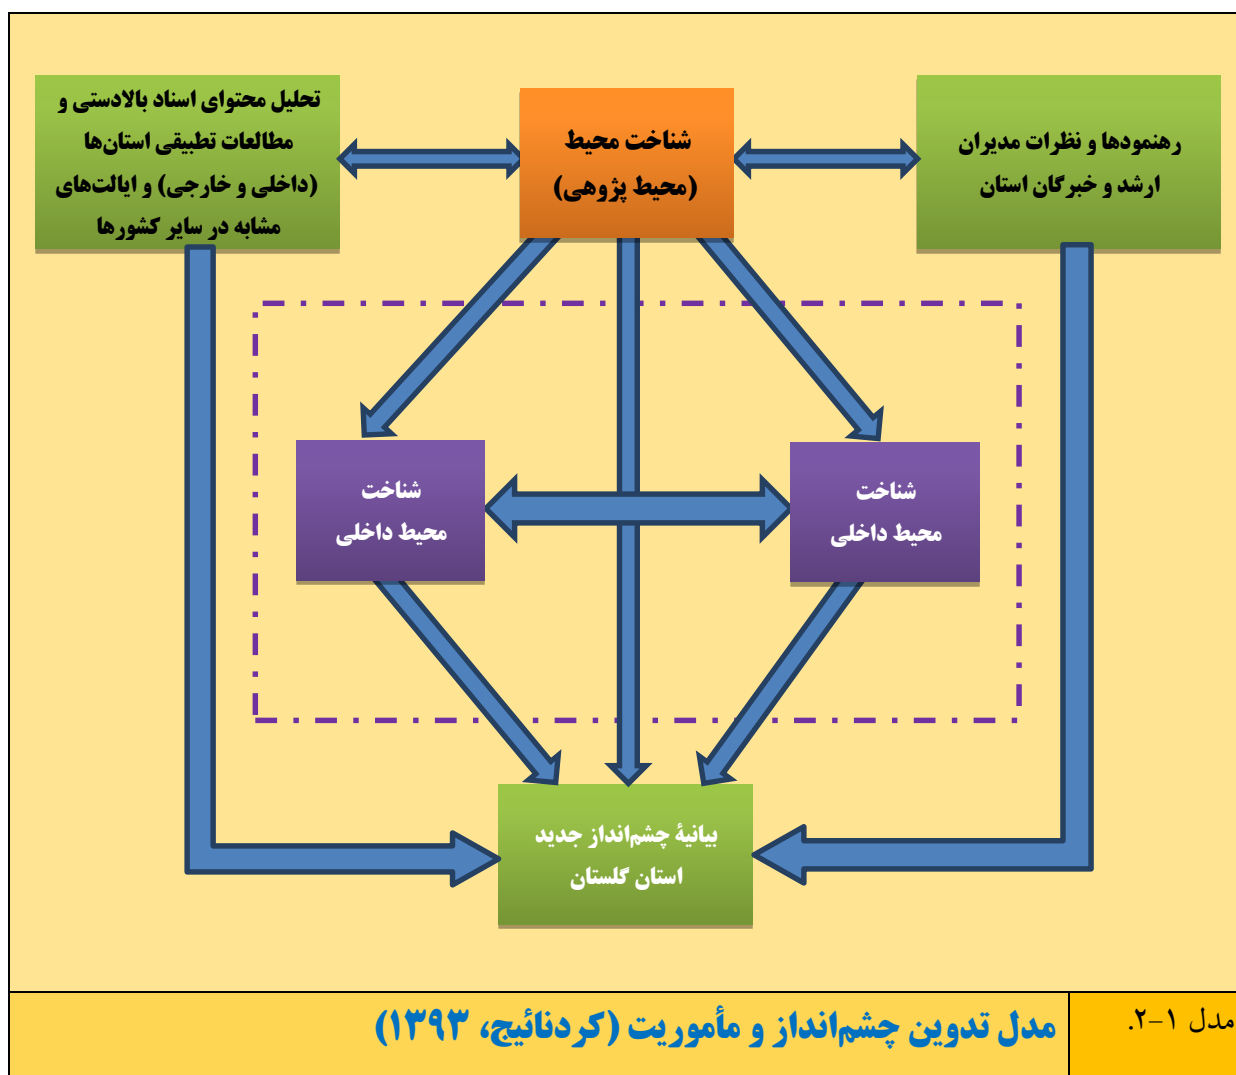 رهنمودها و نظرات مدیران
ارشد و خبرگان استان
شناخت محیط
(محیط پژوهی)
تحلیل محتوای اسناد بالادستی و
مطالعات تطبیقی استان‌ها
(داخلی و خارجی) و ایالت‌های
مشابه در سایر کشورها
شناخت
محیط داخلی
شناخت
محیط داخلی
بیانیۀ چشم‌انداز جدید
استان گلستان
مدل ۱-۲.
مدل تدوین چشم‌انداز و مأموریت (کردنائیج، ۱۳۹۳)